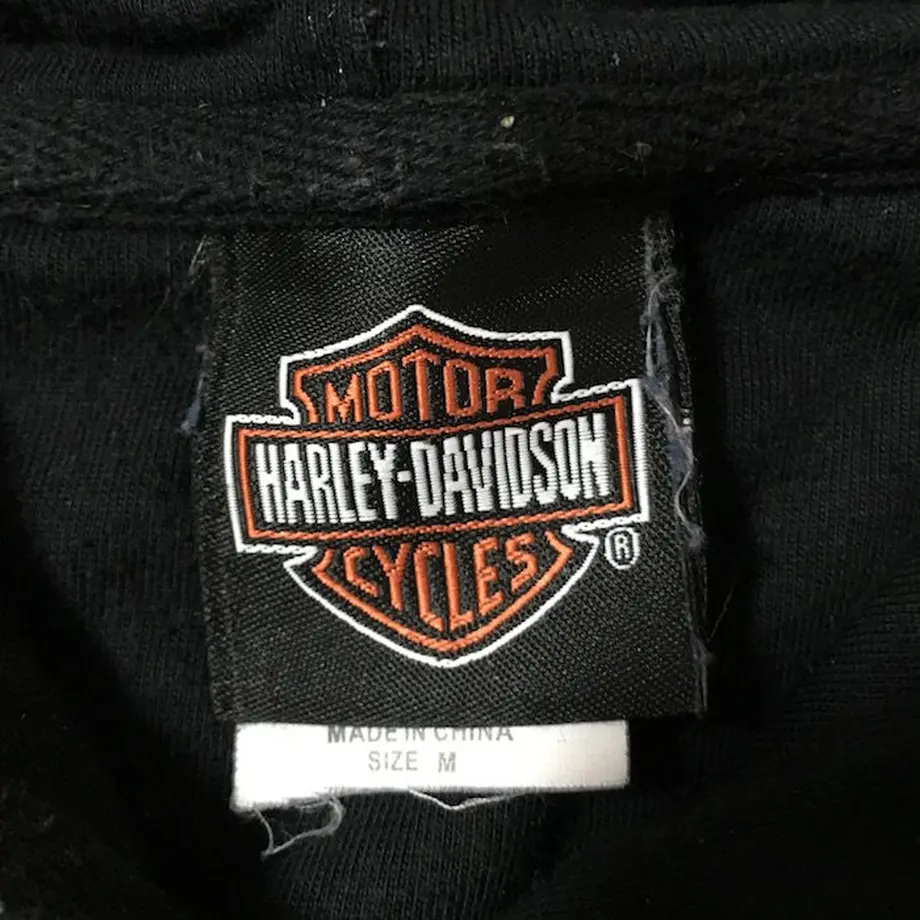 MOTOR
HARLEY-DAVIDSON
CYCLES
®
MADE IN CHINA
SIZE M